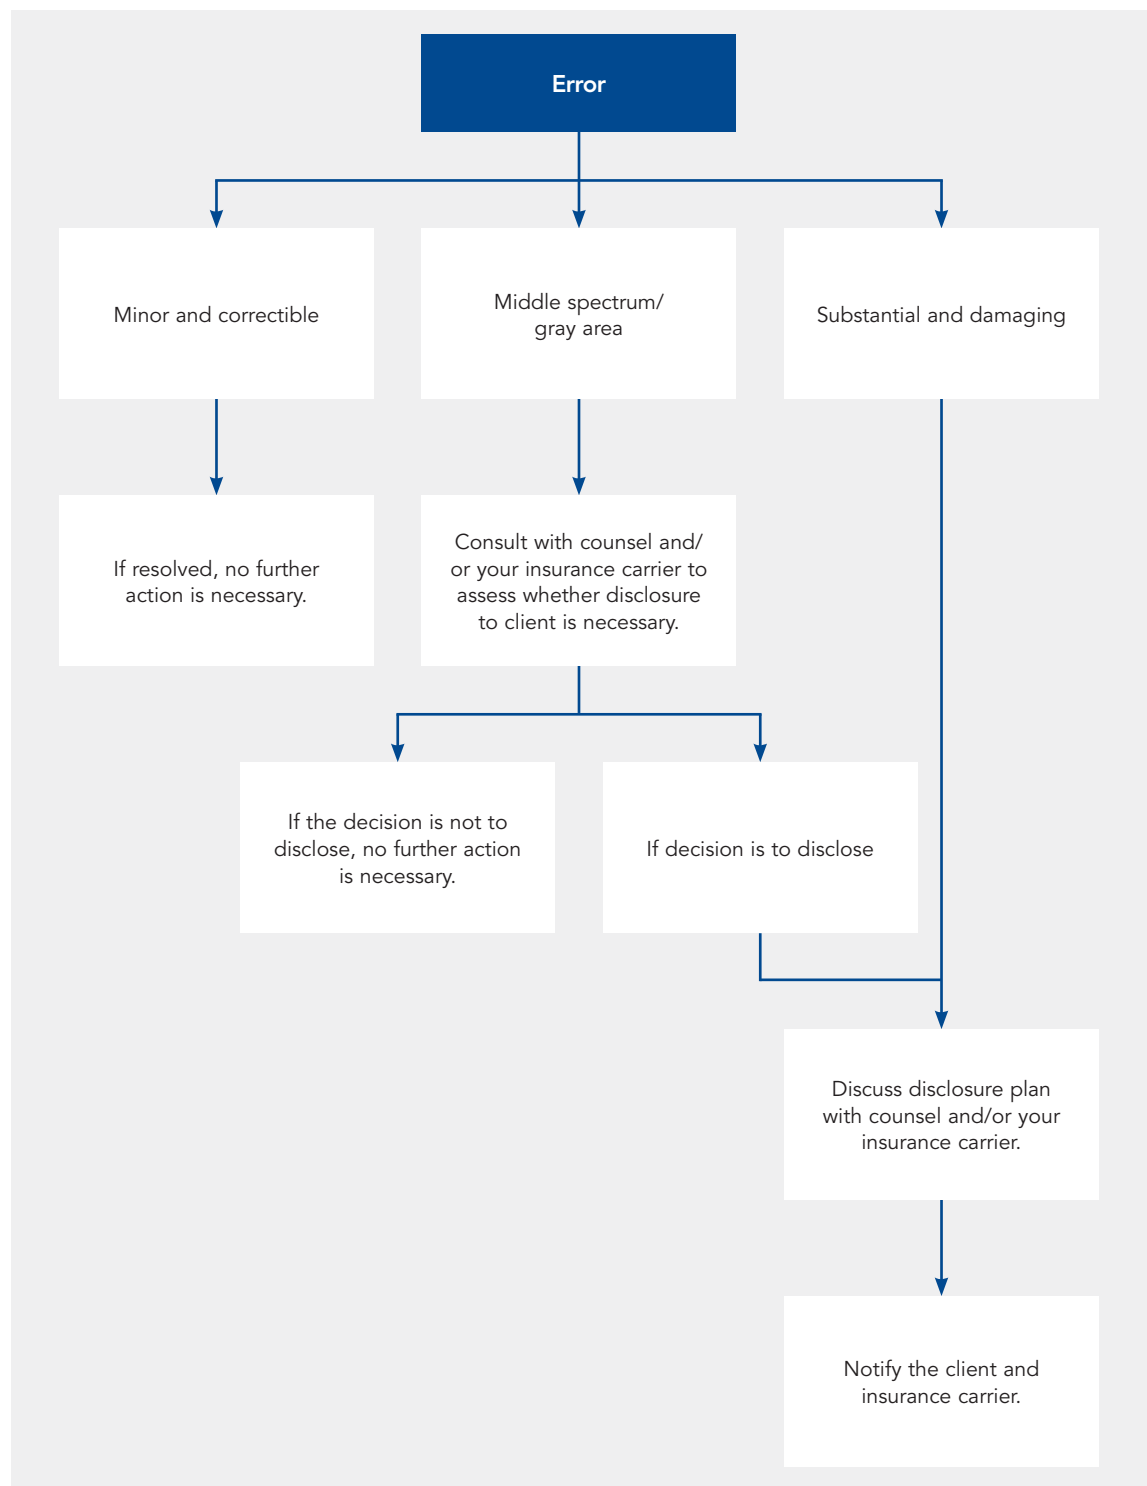 Error
Minor and correctible
Middle spectrum/
gray area
Substantial and damaging
If resolved, no further
action is necessary.
Consult with counsel and/
or your insurance carrier to
assess whether disclosure
to client is necessary.
If the decision is not to
disclose, no further action
is necessary.
If decision is to disclose
Discuss disclosure plan
with counsel and/or your
insurance carrier.
Notify the client and
insurance carrier.